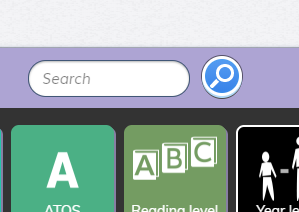 Search
A
ABC
ATOS
Reading level
Year le